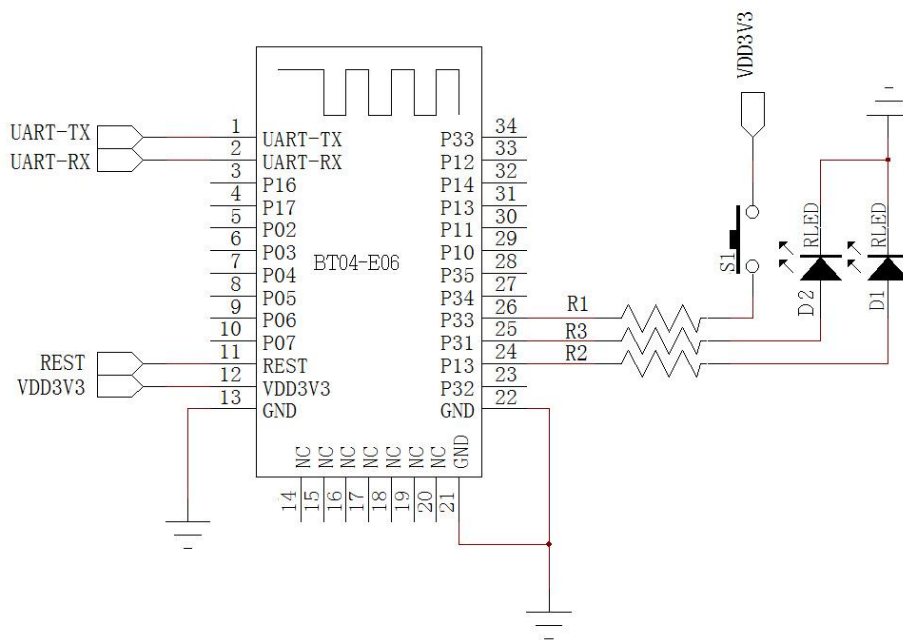 VDD3V3
UART-TX
UART-RX
REST
VDD3V3
1
2
3
4
5
6
7
8
9
10
11
12
13
UART-TX
UART-RX
P16
P17
P02
P03
P04
P05
P06
P07
REST
VDD3V3
GND
BT04-E06
P33
P12
P14
P13
P11
P10
P35
P34
P33
P31
P13
P32
GND
34
33
32
31
30
29
28
27
26
25
24
23
22
NC
NC
NC
NC
NC
NC
NC
GND
14
15
16
17
18
19
20
21
R1
R3
R2
S1
RLED
D2
RLED
D1